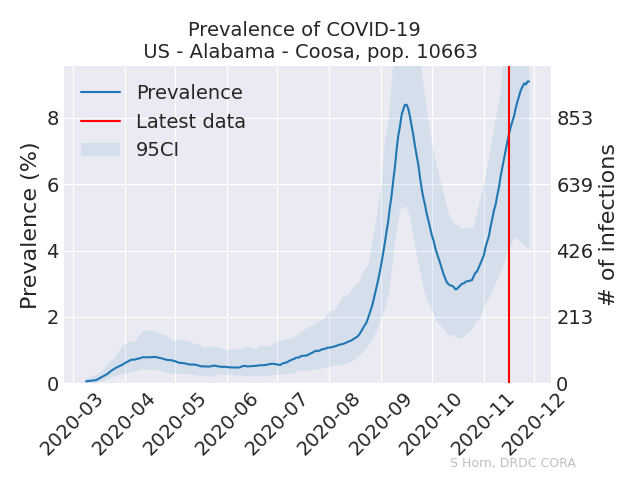 Prevalence of COVID-19
US - Alabama - Coosa, pop. 10663
Prevalence
Latest data
95CI
Prevalence (%)
8
6
4
2
0
853
639
426
213
0
# of infections
2020-03
2020-04
2020-05
2020-06
2020-07
2020-08
2020-09
2020-10
2020-11
2020-12
S Horn, DRDC CORA